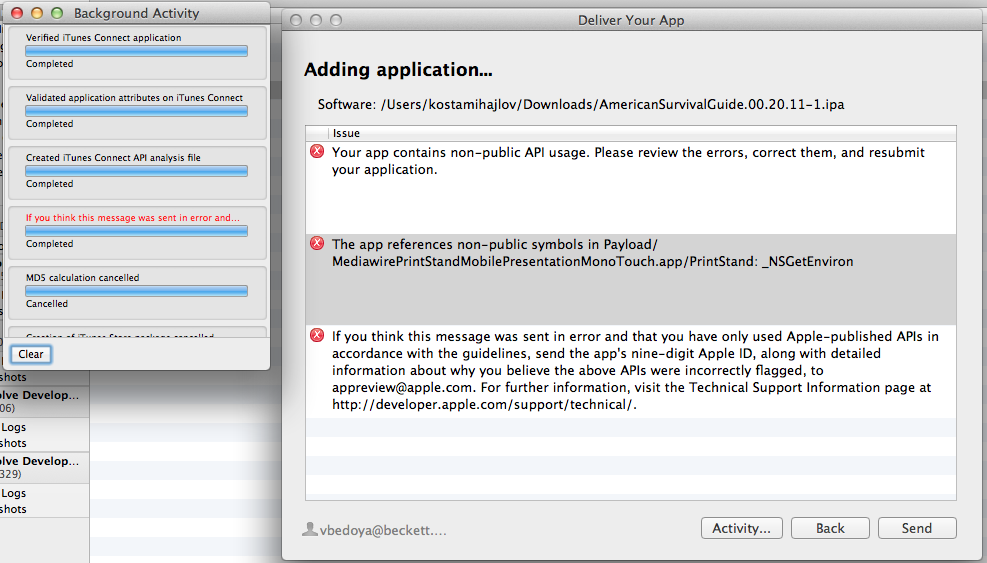 Background Activity
Verified iTunes Connect application
Completed
Validated application attributes on iTunes Connect
Completed
Created iTunes Connect API analysis file
Completed
If you think this message was sent in error and...
Completed
MD5 calculation cancelled
Cancelled
Clear
shots
olve Develop...
06)
Logs
shots
olve Develop...
329)
Logs
shots
Deliver Your App
Adding application...
Software: /Users/kostamihajlov/Downloads/AmericanSurvivalGuide.00.20.11-1.ipa
Issue
Your app contains non-public API usage. Please review the errors, correct them, and resubmit
your application.
The app references non-public symbols in Payload/
MediawirePrintStandMobilePresentationMonoTouch.app/PrintStand: _NSGetEnviron
If you think this message was sent in error and that you have only used Apple-published APIs in
accordance with the guidelines, send the app's nine-digit Apple ID, along with detailed
information about why you believe the above APIs were incorrectly flagged, to
appreview@apple.com. For further information, visit the Technical Support Information page at
http://developer.apple.com/support/technical/.
vbedoya@beckett....
Activity...
Back
Send